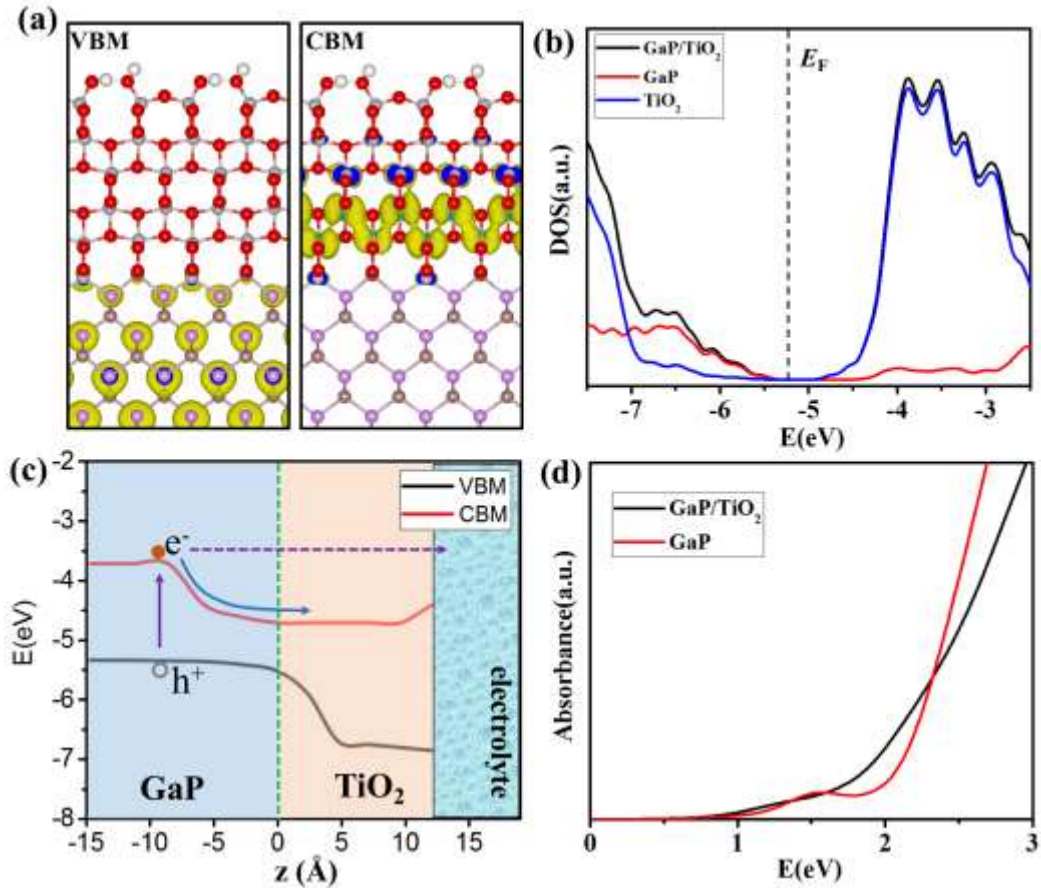 (a)
VBM
CBM
(b)
GaP/TiO₂
GaP
TiO₂
E_F
DOS(a.u.)
-7 -6 -5 -4 -3
E(eV)
(c)
-2
-3
-4
-5
-6
-7
-8
E(eV)
VBM
CBM
e⁻
h⁺
GaP
TiO₂
electrolyte
-15 -10 -5 0 5 10 15
z (Å)
(d)
GaP/TiO₂
GaP
Absorbance(a.u.)
0 1 2 3
E(eV)